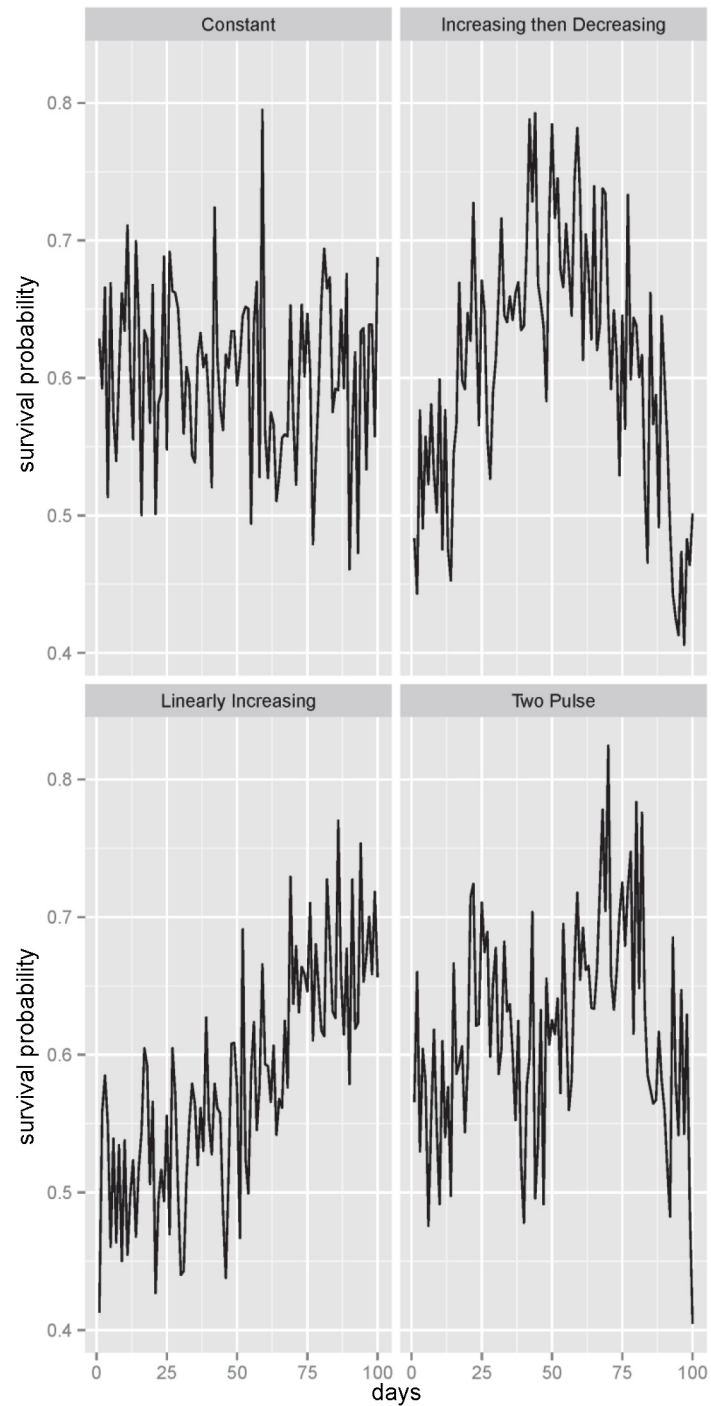 Constant
Increasing then Decreasing
0.8
0.7
0.6
0.5
0.4
survival probability
Linearly Increasing
Two Pulse
0.8
0.7
0.6
0.5
0.4
survival probability
0 25 50 75 100 0 25 50 75 100
days